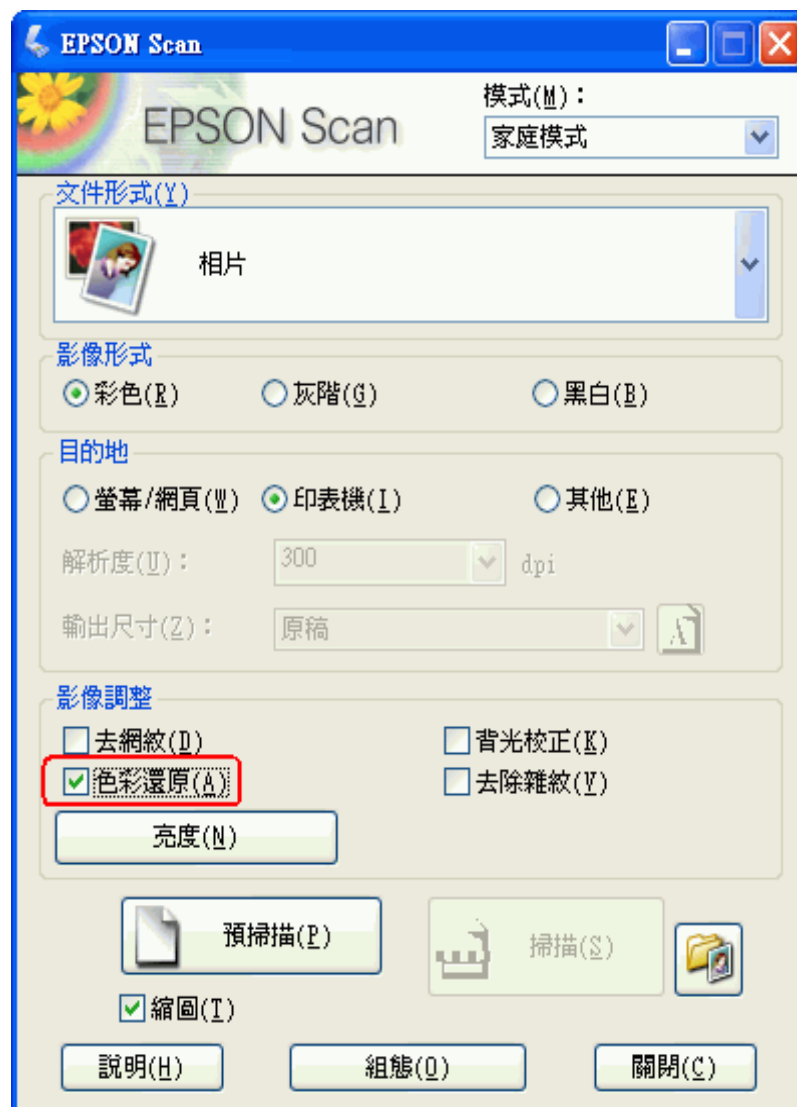 EPSON Scan
EPSON Scan
模式(M)：
家庭模式
文件形式(Y)
相片
影像形式
彩色(R) 灰階(G) 黑白(B)
目的地
螢幕/網頁(W) 印表機(I) 其他(E)
解析度(U)： 300 dpi
輸出尺寸(Z)： 原稿 A
影像調整
去網紋(D) 背光校正(K)
色彩還原(A) 去除雜紋(V)
亮度(N)
預掃描(P) 掃描(S)
縮圖(T)
說明(H) 組態(O) 關閉(C)